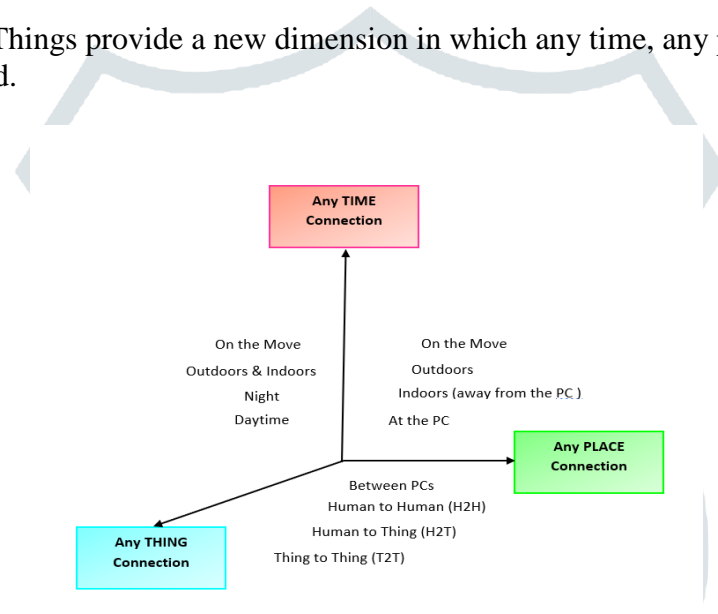 Things provide a new dimension in which any time, any
d.
Any TIME
Connection
On the Move
Outdoors & Indoors
Night
Daytime
On the Move
Outdoors
Indoors (away from the PC )
At the PC
Any PLACE
Connection
Between PCs
Human to Human (H2H)
Human to Thing (H2T)
Thing to Thing (T2T)
Any THING
Connection